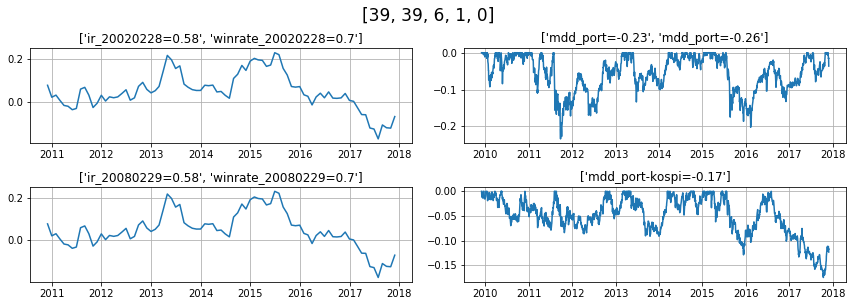 [39, 39, 6, 1, 0]
['ir_20020228=0.58', 'winrate_20020228=0.7']
['mdd_port=-0.23', 'mdd_port=-0.26']
0.2
0.0
2011 2012 2013 2014 2015 2016 2017 2018
0.0
−0.1
−0.2
2010 2011 2012 2013 2014 2015 2016 2017 2018
['ir_20080229=0.58', 'winrate_20080229=0.7']
['mdd_port-kospi=-0.17']
0.2
0.0
2011 2012 2013 2014 2015 2016 2017 2018
0.00
−0.05
−0.10
−0.15
2010 2011 2012 2013 2014 2015 2016 2017 2018